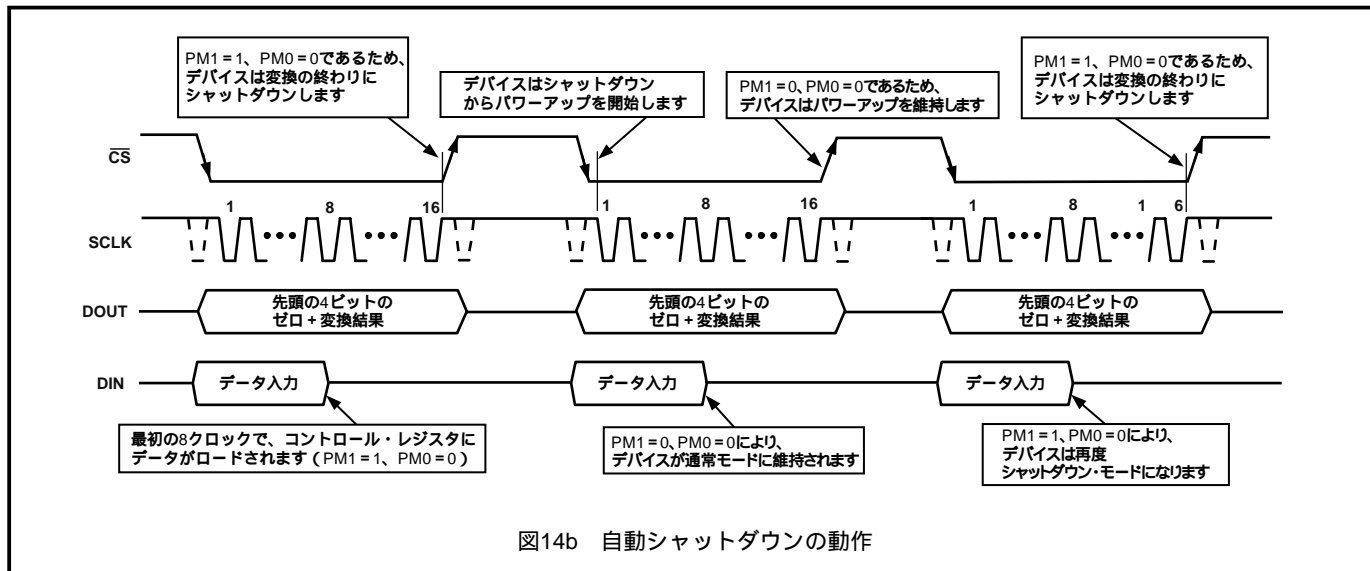 PM1 = 1、PM0 = 0であるため、
デバイスは変換の終わりに
シャットダウンします
デバイスはシャットダウン
からパワーアップを開始します
PM1 = 0、PM0 = 0であるため、
デバイスはパワーアップを維持します
PM1 = 1、PM0 = 0であるため、
デバイスは変換の終わりに
シャットダウンします
CS
1 8 16 1 8 16 1 8 1 6
SCLK
DOUT
先頭の4ビットの
ゼロ + 変換結果
先頭の4ビットの
ゼロ + 変換結果
先頭の4ビットの
ゼロ + 変換結果
DIN
データ入力
データ入力
データ入力
最初の8クロックで、コントロール・レジスタに
データがロードされます(PM1 = 1、PM0 = 0)
PM1 = 0、PM0 = 0により、
デバイスが通常モードに維持されます
PM1 = 1、PM0 = 0により、
デバイスは再度
シャットダウン・モードになります
図14b 自動シャットダウンの動作